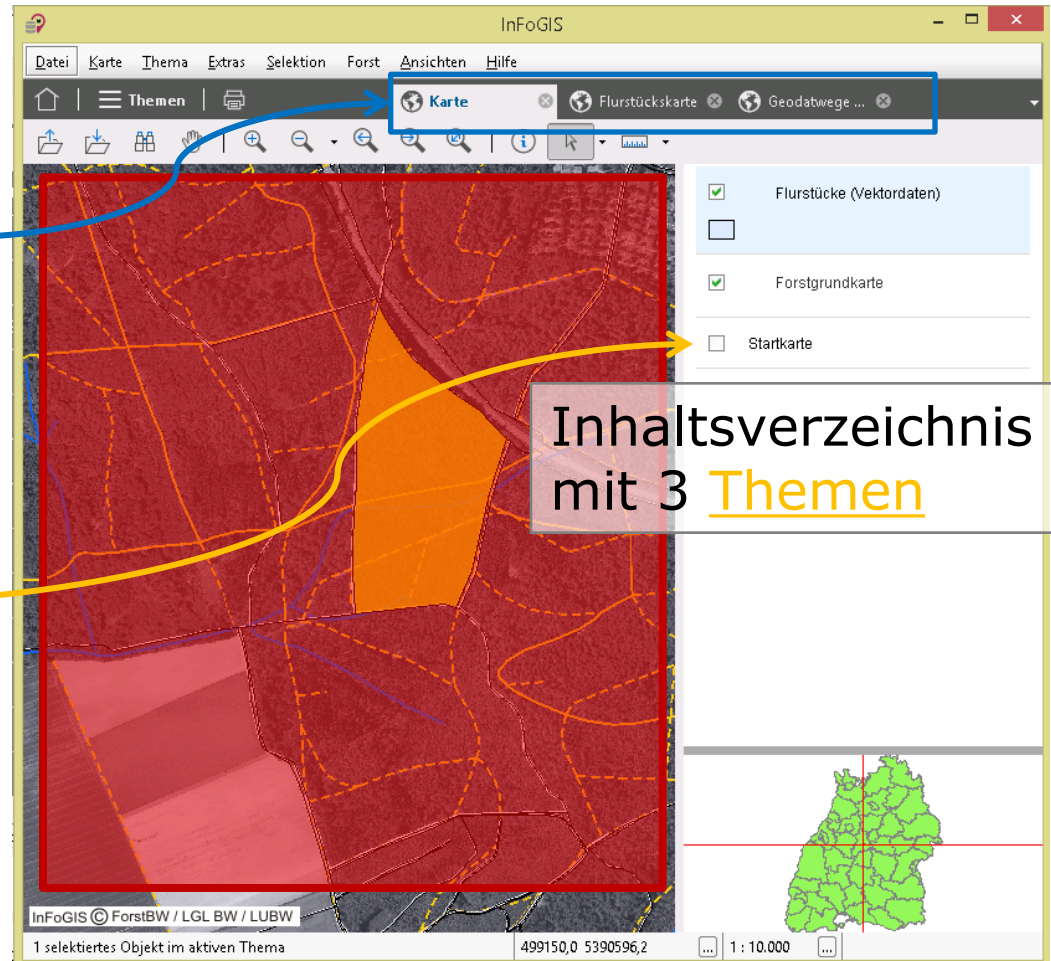 InFoGIS
Datei Karte Thema Extras Selektion Forst Ansichten Hilfe
Themen
Karte
Flurstückskarte
Geodatwege ...
Flurstücke (Vektordaten)
Forstgrundkarte
Startkarte
Inhaltsverzeichnis
mit 3 Themen
InFoGIS © ForstBW / LGL BW / LUBW
1 selektiertes Objekt im aktiven Thema
499150,0 5390596,2
...
1 : 10.000
...